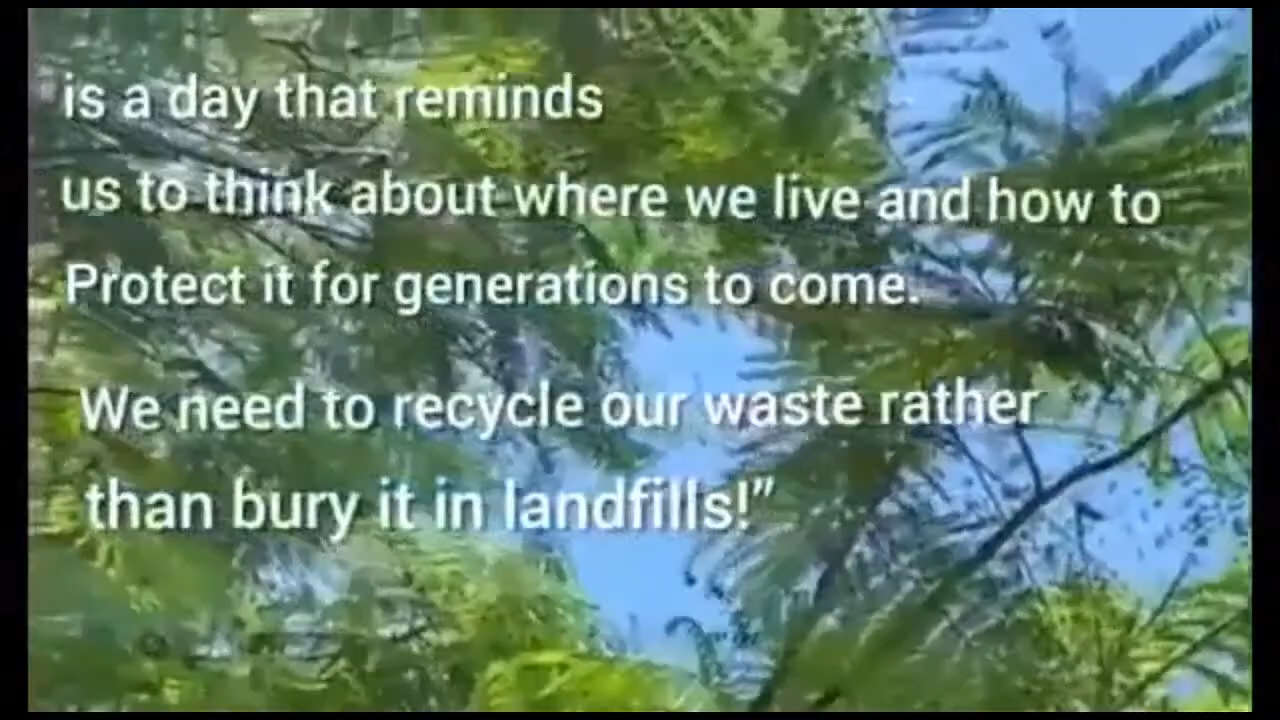 is a day that reminds
us to think about where we live and how to
Protect it for generations to come.
We need to recycle our waste rather
than bury it in landfills!”